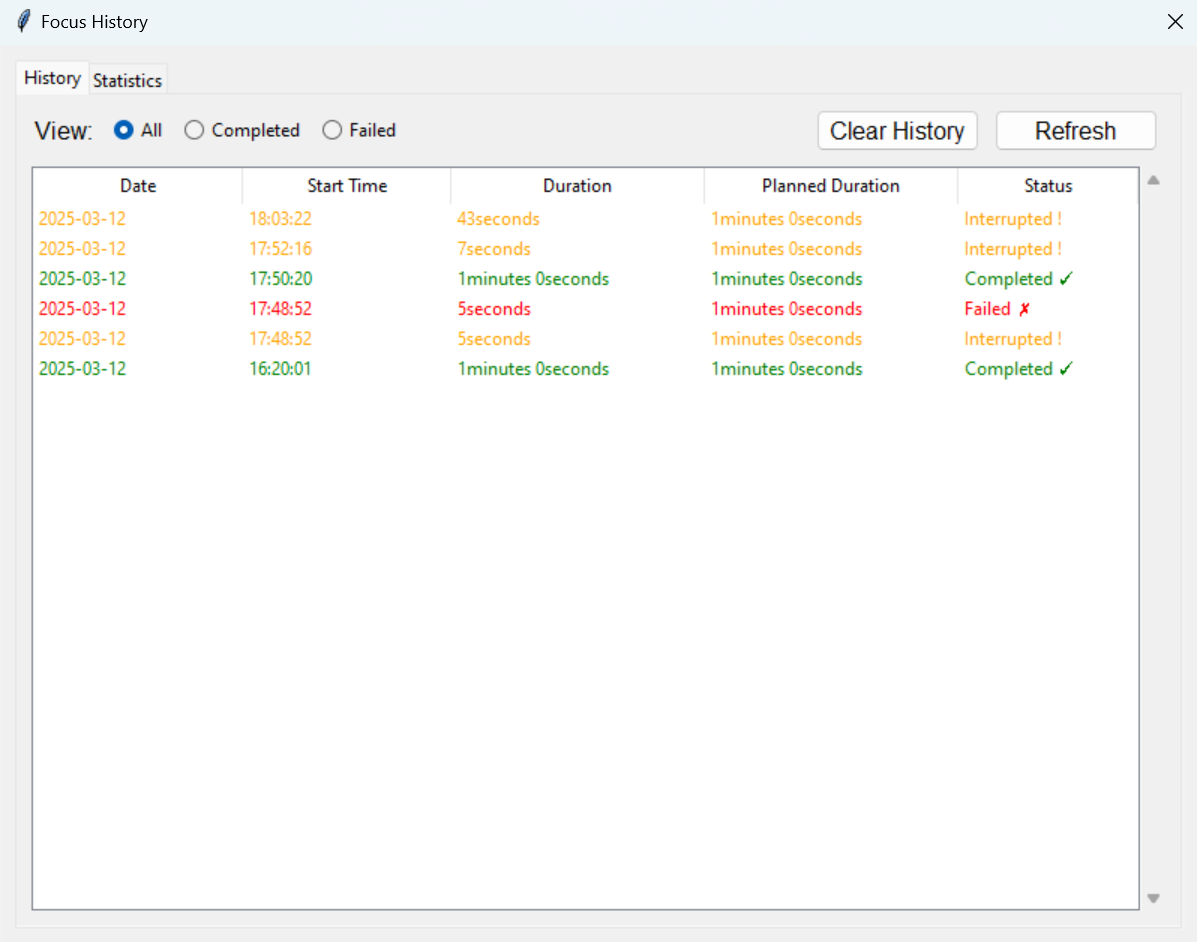 Focus History
History Statistics
View: All Completed Failed Clear History Refresh
Date Start Time Duration Planned Duration Status
2025-03-12 18:03:22 43seconds 1minutes 0seconds Interrupted !
2025-03-12 17:52:16 7seconds 1minutes 0seconds Interrupted !
2025-03-12 17:50:20 1minutes 0seconds 1minutes 0seconds Completed ✓
2025-03-12 17:48:52 5seconds 1minutes 0seconds Failed ✗
2025-03-12 17:48:52 5seconds 1minutes 0seconds Interrupted !
2025-03-12 16:20:01 1minutes 0seconds 1minutes 0seconds Completed ✓